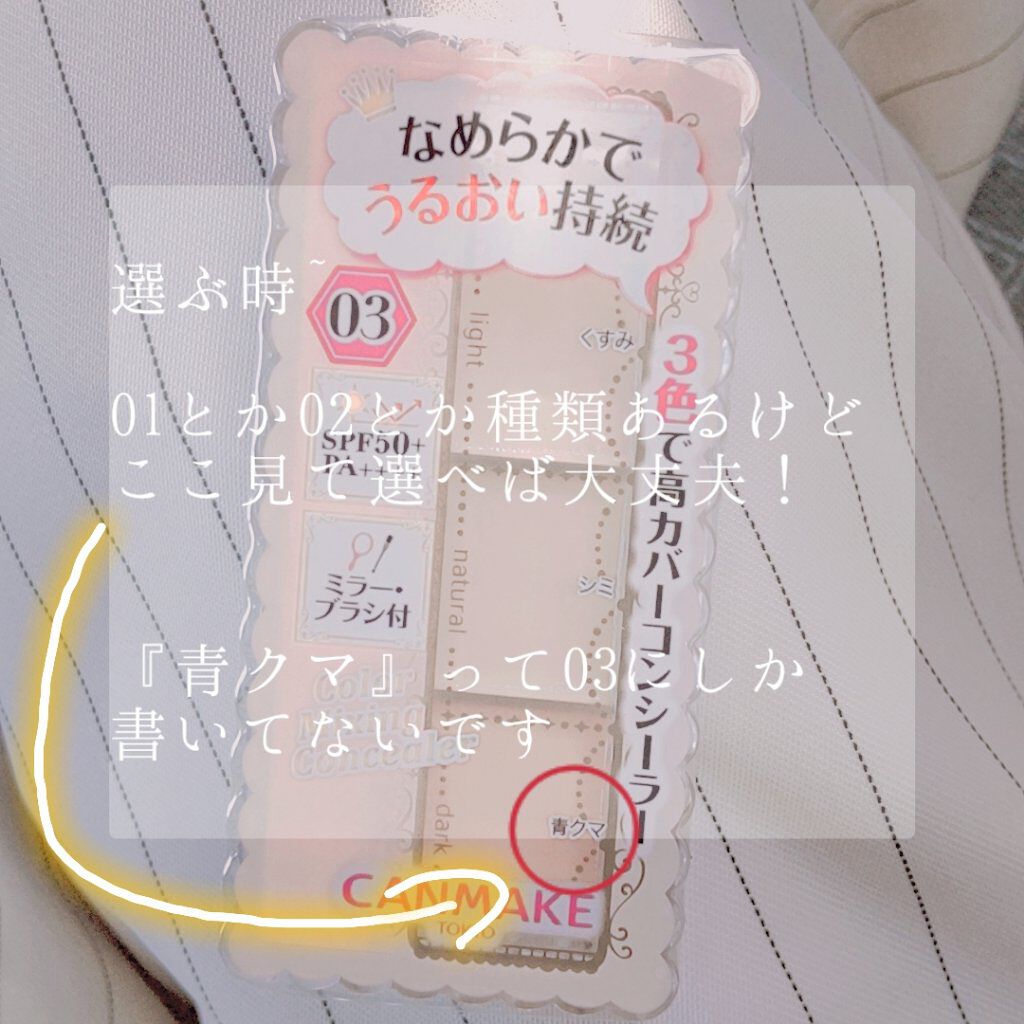 なめらかで
うるおい持続
選ぶ時~
03
01とか02とか種類あるけど
ここ見て選べば大丈夫！
『青クマ』って03にしか
書いてないです
3色で高カバーコンシーラー!
light
くすみ
SPF50+
natural
シミ
ミラー・
ブラシ付
Color
Mixing
Concealer
dark
青クマ
CANMAKE
TOKYO